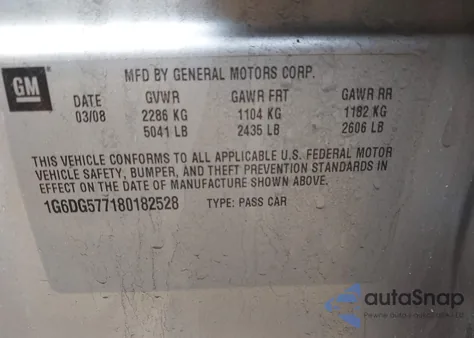 GM
MFD BY GENERAL MOTORS CORP.
DATE GVWR GAWR FRT GAWR RR
03/08 2286 KG 1104 KG 1182 KG
5041 LB 2435 LB 2606 LB
THIS VEHICLE CONFORMS TO ALL APPLICABLE U.S. FEDERAL MOTOR
VEHICLE SAFETY, BUMPER, AND THEFT PREVENTION STANDARDS IN
EFFECT ON THE DATE OF MANUFACTURE SHOWN ABOVE.
1G6DG577180182528 TYPE: PASS CAR
autoSnap